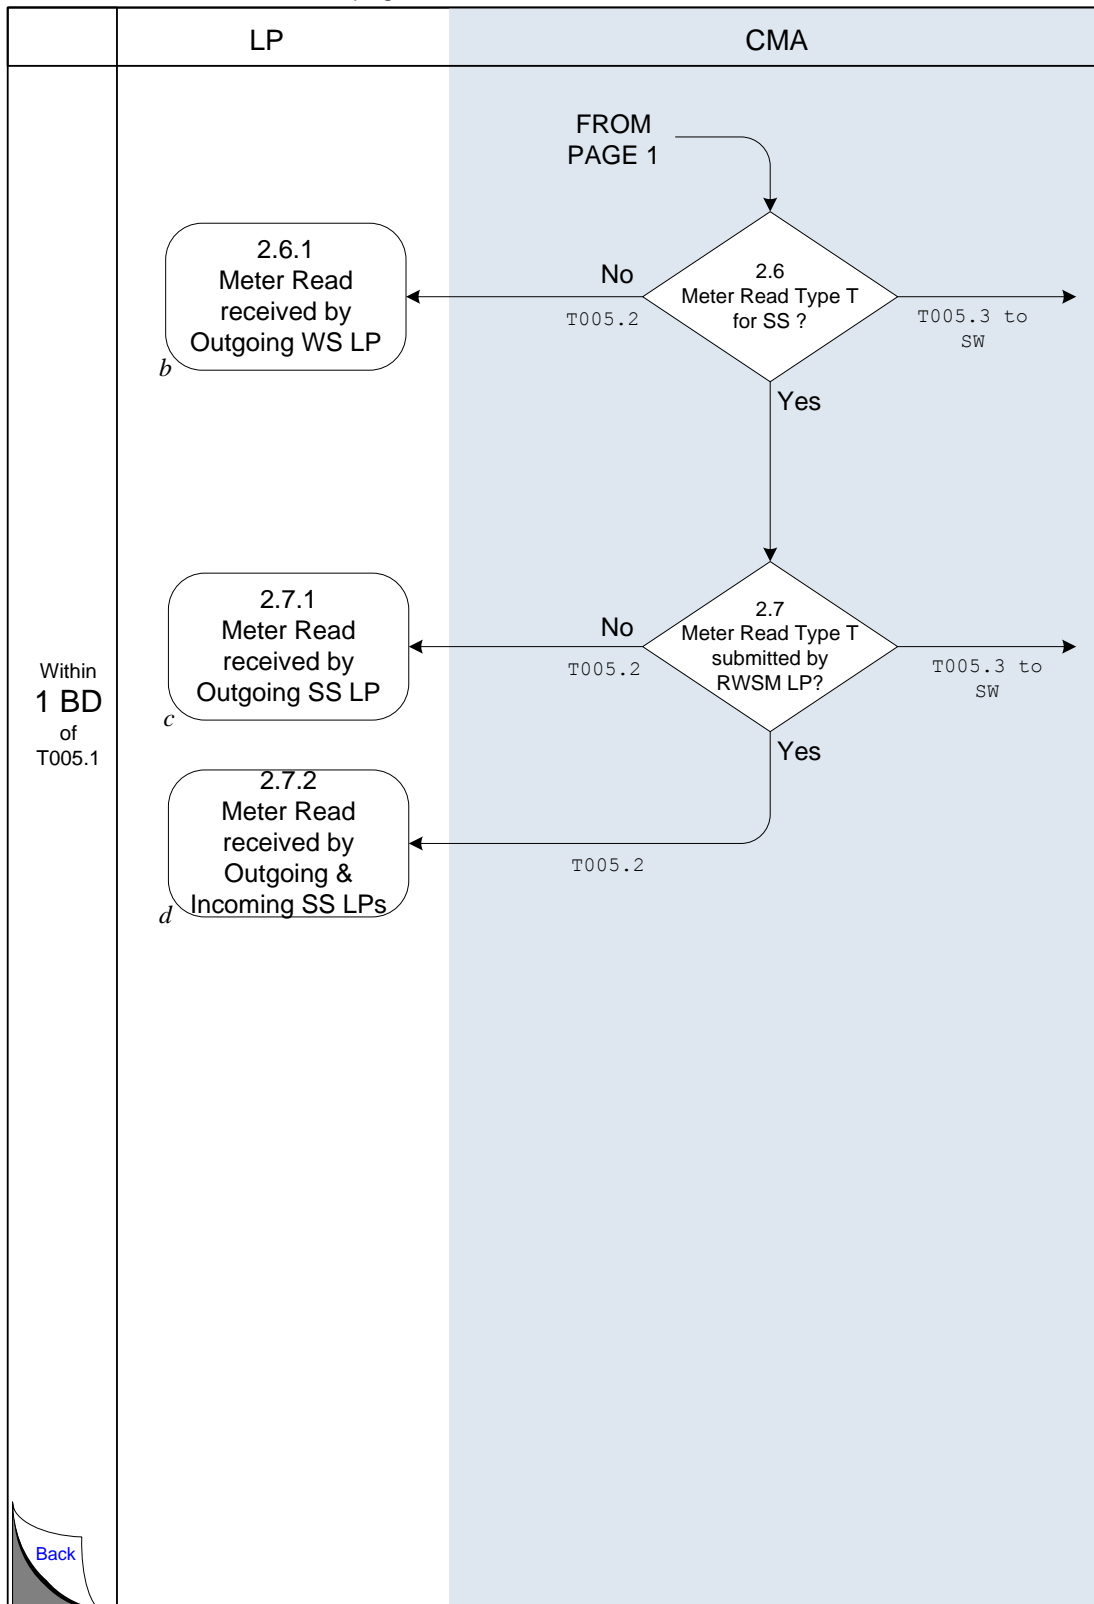 LP
CMA
FROM
PAGE 1
2.6.1
Meter Read
received by
Outgoing WS LP
b
No
T005.2
2.6
Meter Read Type T
for SS ?
T005.3 to
SW
Yes
2.7.1
Meter Read
received by
Outgoing SS LP
c
No
T005.2
2.7
Meter Read Type T
submitted by
RWSM LP?
T005.3 to
SW
Yes
Within
1 BD
of
T005.1
2.7.2
Meter Read
received by
Outgoing &
Incoming SS LPs
d
T005.2
Back